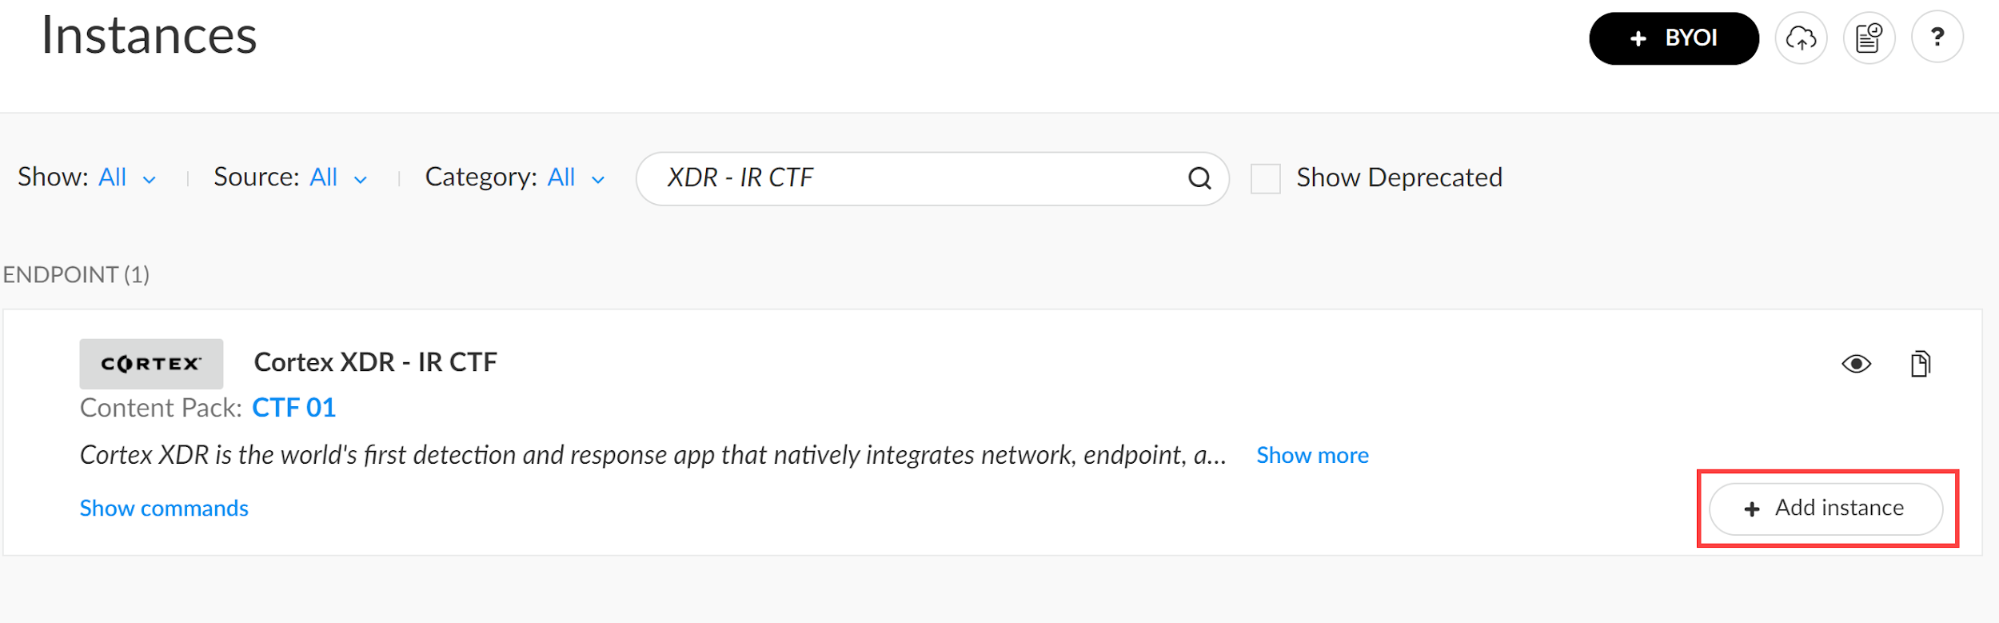 Instances
+ BYOI
?
Show: All
Source: All
Category: All
XDR - IR CTF
Show Deprecated
ENDPOINT (1)
CORTEX
Cortex XDR - IR CTF
Content Pack: CTF 01
Cortex XDR is the world's first detection and response app that natively integrates network, endpoint, a... Show more
Show commands
+ Add instance